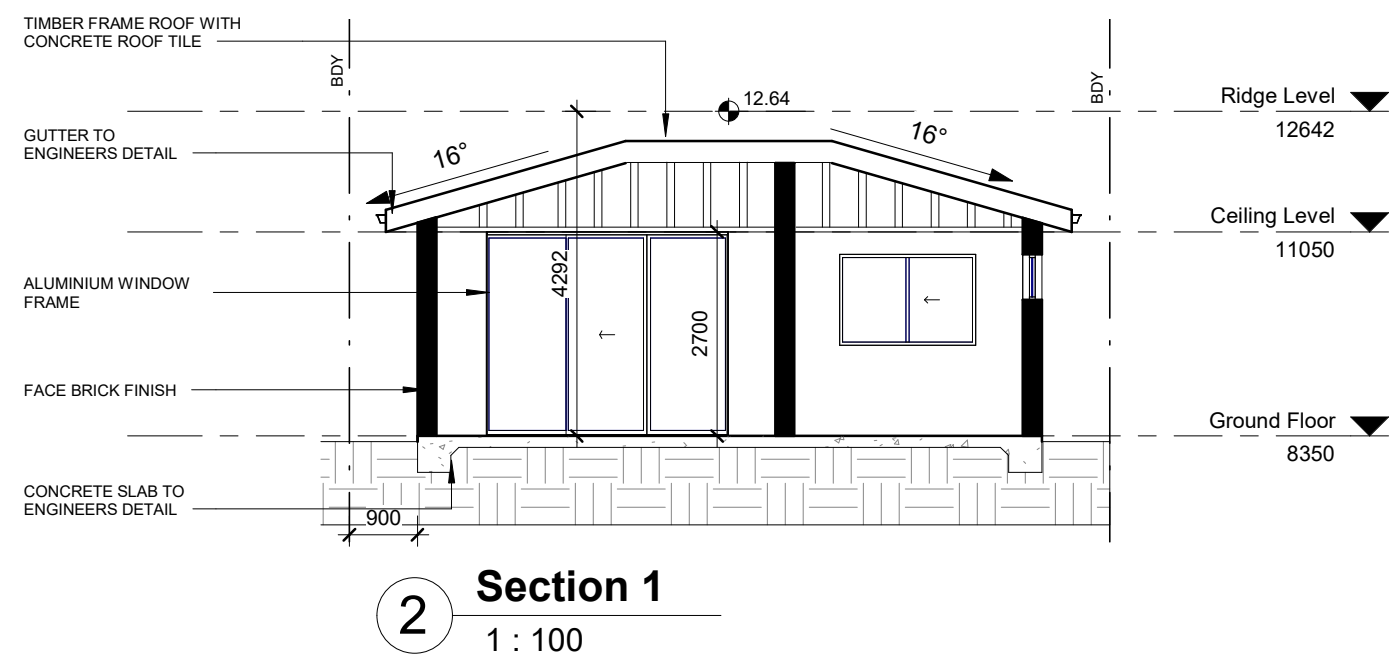 TIMBER FRAME ROOF WITH
CONCRETE ROOF TILE
BDY
BDY
12.64
Ridge Level
12642
GUTTER TO
ENGINEERS DETAIL
16°
16°
Ceiling Level
11050
ALUMINIUM WINDOW
FRAME
4292
2700
FACE BRICK FINISH
Ground Floor
8350
CONCRETE SLAB TO
ENGINEERS DETAIL
900
2
Section 1
1 : 100